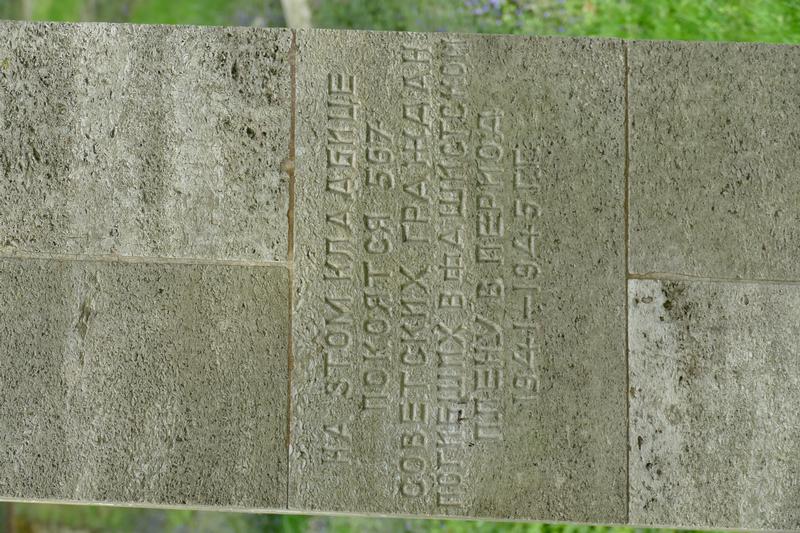 НА ЭТОМ КЛАДБИЩЕ
ПОКОЯТСЯ 567
СОВЕТСКИХ ГРАЖДАН
ПОГИБШИХ В ФАШИСТСКОМ
ПЛЕНУ В ПЕРИОД
1941—1945 ГГ.